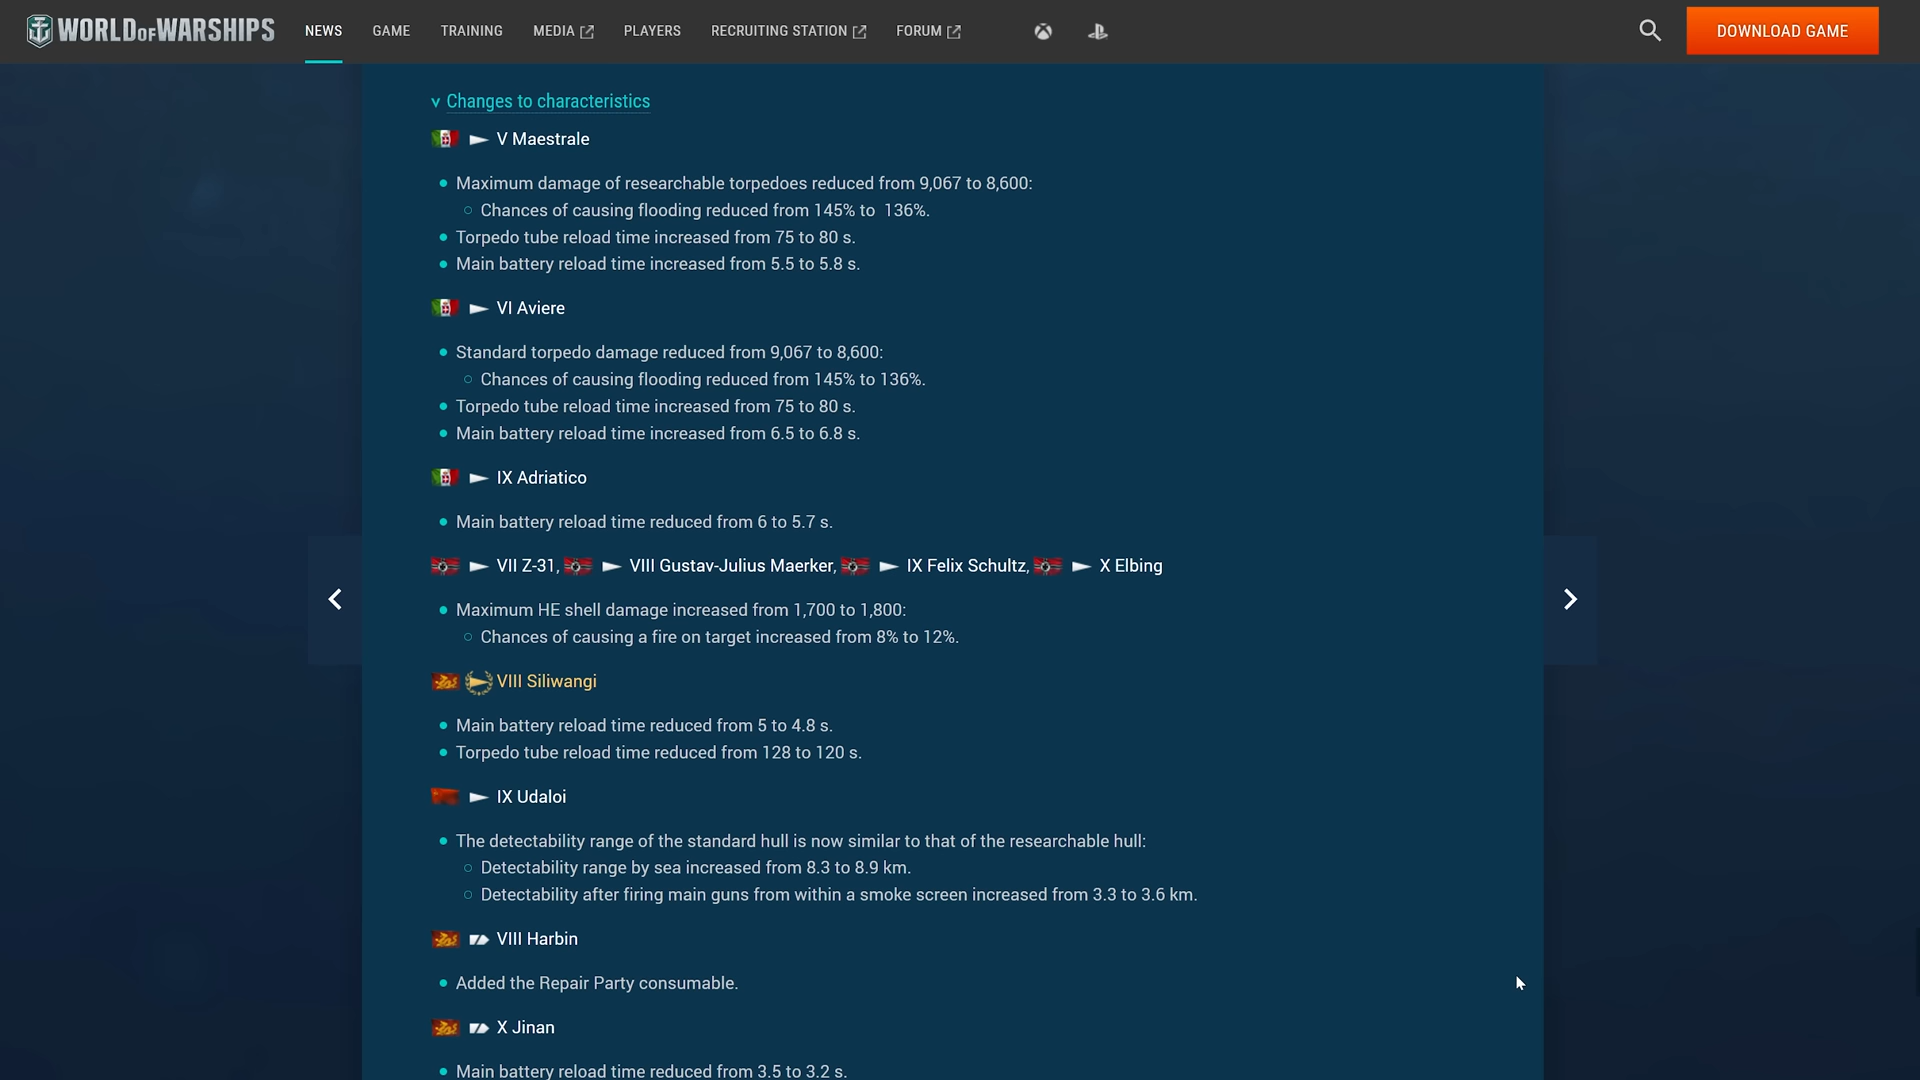 WORLD OF WARSHIPS NEWS GAME TRAINING MEDIA PLAYERS RECRUITING STATION FORUM DOWNLOAD GAME
v Changes to characteristics
V Maestrale
Maximum damage of researchable torpedoes reduced from 9,067 to 8,600:
Chances of causing flooding reduced from 145% to 136%.
Torpedo tube reload time increased from 75 to 80 s.
Main battery reload time increased from 5.5 to 5.8 s.
VI Aviere
Standard torpedo damage reduced from 9,067 to 8,600:
Chances of causing flooding reduced from 145% to 136%.
Torpedo tube reload time increased from 75 to 80 s.
Main battery reload time increased from 6.5 to 6.8 s.
IX Adriatico
Main battery reload time reduced from 6 to 5.7 s.
VII Z-31, VIII Gustav-Julius Maerker, IX Felix Schultz, X Elbing
Maximum HE shell damage increased from 1,700 to 1,800:
Chances of causing a fire on target increased from 8% to 12%.
VIII Siliwangi
Main battery reload time reduced from 5 to 4.8 s.
Torpedo tube reload time reduced from 128 to 120 s.
IX Udaloi
The detectability range of the standard hull is now similar to that of the researchable hull:
Detectability range by sea increased from 8.3 to 8.9 km.
Detectability after firing main guns from within a smoke screen increased from 3.3 to 3.6 km.
VIII Harbin
Added the Repair Party consumable.
X Jinan
Main battery reload time reduced from 3.5 to 3.2 s.